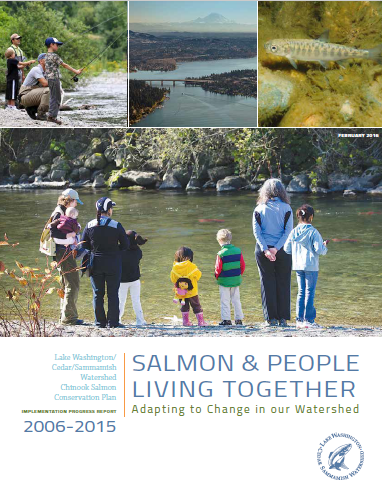 FEBRUARY 2016
Lake Washington/
Cedar/Sammamish
Watershed
Chinook Salmon
Conservation Plan
IMPLEMENTATION PROGRESS REPORT
2006-2015
SALMON & PEOPLE
LIVING TOGETHER
Adapting to Change in our Watershed
LAKE WASHINGTON
SAMMAMISH WATERSHED